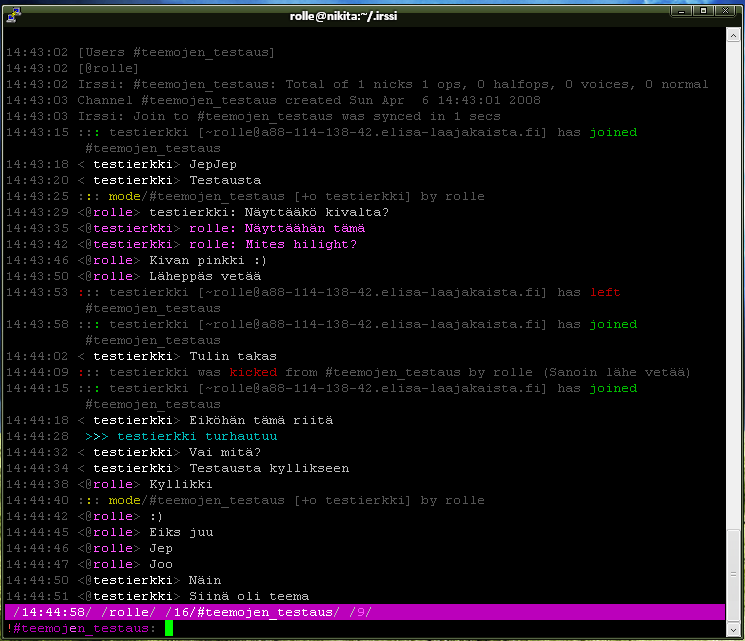 rolle@nikita:~/.irssi
14:43:02 [Users #teemojen_testaus]
14:43:02 [@rolle]
14:43:02 Irssi: #teemojen_testaus: Total of 1 nicks 1 ops, 0 halfops, 0 voices, 0 normal
14:43:03 Channel #teemojen_testaus created Sun Apr  6 14:43:01 2008
14:43:03 Irssi: Join to #teemojen_testaus was synced in 1 secs
14:43:15 ::: testierkki [~rolle@a88-114-138-42.elisa-laajakaista.fi] has joined
#teemojen_testaus
14:43:18 < testierkki> JepJep
14:43:20 < testierkki> Testausta
14:43:25 ::: mode/#teemojen_testaus [+o testierkki] by rolle
14:43:29 <@rolle> testierkki: Näyttääkö kivalta?
14:43:35 <@testierkki> rolle: Näyttäähän tämä
14:43:42 <@testierkki> rolle: Mites hilight?
14:43:46 <@rolle> Kivan pinkki :)
14:43:50 <@rolle> Läheppäs vetää
14:43:53 ::: testierkki [~rolle@a88-114-138-42.elisa-laajakaista.fi] has left
#teemojen_testaus
14:43:58 ::: testierkki [~rolle@a88-114-138-42.elisa-laajakaista.fi] has joined
#teemojen_testaus
14:44:02 < testierkki> Tulin takas
14:44:09 ::: testierkki was kicked from #teemojen_testaus by rolle (Sanoin lähe vetää)
14:44:15 ::: testierkki [~rolle@a88-114-138-42.elisa-laajakaista.fi] has joined
#teemojen_testaus
14:44:18 < testierkki> Eiköhän tämä riitä
14:44:28  >>> testierkki turhautuu
14:44:32 < testierkki> Vai mitä?
14:44:34 < testierkki> Testausta kyllikseen
14:44:38 <@rolle> Kyllikki
14:44:40 ::: mode/#teemojen_testaus [+o testierkki] by rolle
14:44:42 <@rolle> :)
14:44:45 <@rolle> Eiks juu
14:44:46 <@rolle> Jep
14:44:47 <@rolle> Joo
14:44:50 <@testierkki> Näin
14:44:51 <@testierkki> Siinä oli teema
/14:44:58/ /rolle/ /16/#teemojen_testaus/ /9/
!#teemojen_testaus: